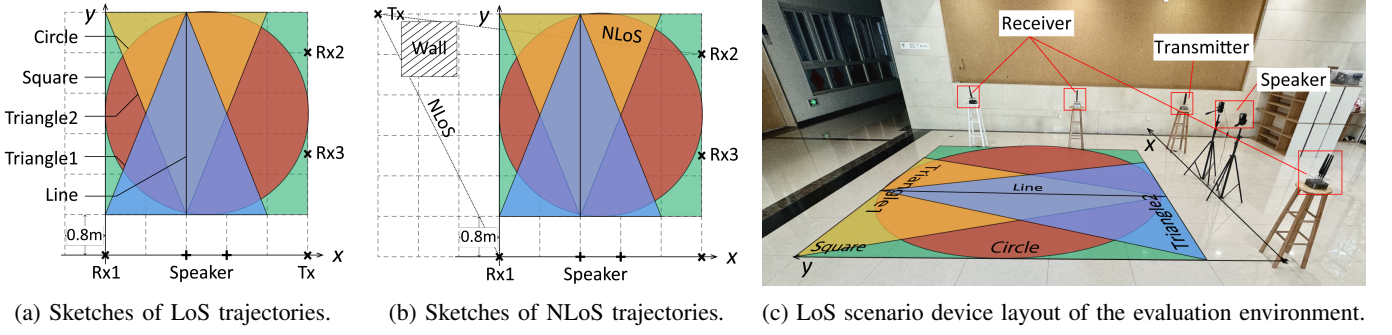 y
Circle
Square
Triangle2
Triangle1
Line
0.8m
Rx2
Rx3
x
Rx1
Speaker
Tx
(a) Sketches of LoS trajectories.
Tx
y
Wall
NLoS
NLoS
Rx2
Rx3
0.8m
x
Rx1
Speaker
(b) Sketches of NLoS trajectories.
Receiver
Transmitter
Speaker
x
Triangle1
Line
Triangle2
Square
Circle
y
(c) LoS scenario device layout of the evaluation environment.